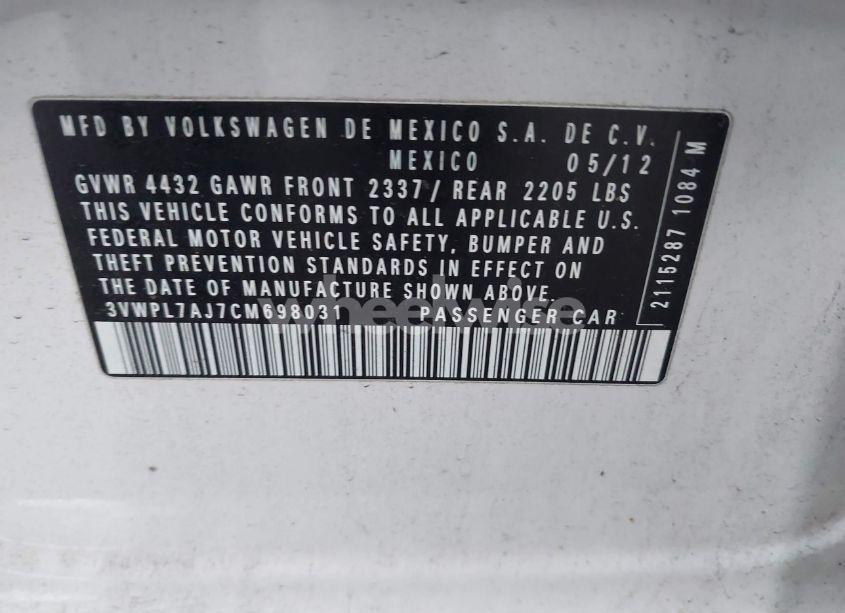 MFD BY VOLKSWAGEN DE MEXICO S.A. DE C.V.
MEXICO 05/12
GVWR 4432 GAWR FRONT 2337/ REAR 2205 LBS
THIS VEHICLE CONFORMS TO ALL APPLICABLE U.S.
FEDERAL MOTOR VEHICLE SAFETY, BUMPER AND
THEFT PREVENTION STANDARDS IN EFFECT ON
THE DATE OF MANUFACTURE SHOWN ABOVE.
3VWPL7AJ7CM698031 PASSENGER CAR
2115287 1084 M
wheelwise